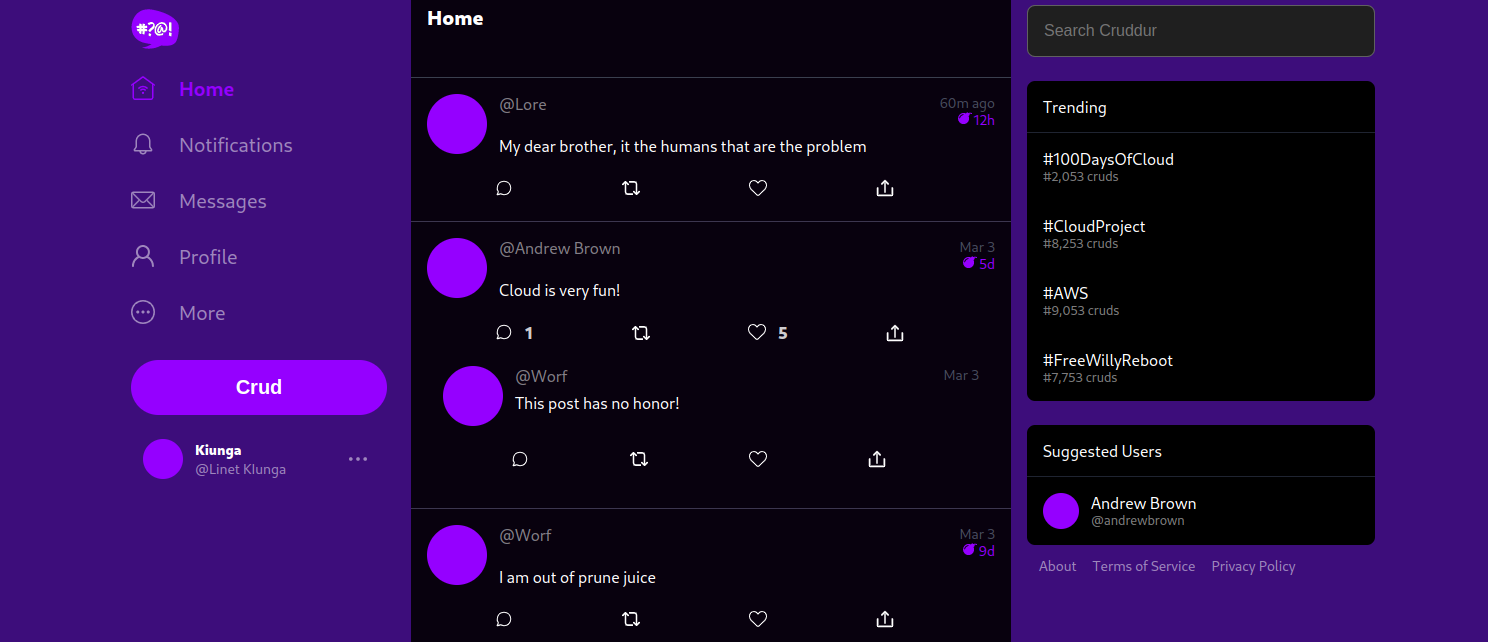 #?@!
Home
Notifications
Messages
Profile
More
Crud
Kiunga
@Linet KIunga
Home
@Lore
60m ago
12h
My dear brother, it the humans that are the problem
@Andrew Brown
Mar 3
5d
Cloud is very fun!
1 5
@Worf
Mar 3
This post has no honor!
@Worf
Mar 3
9d
I am out of prune juice
Search Cruddur
Trending
#100DaysOfCloud
#2,053 cruds
#CloudProject
#8,253 cruds
#AWS
#9,053 cruds
#FreeWillyReboot
#7,753 cruds
Suggested Users
Andrew Brown
@andrewbrown
About Terms of Service Privacy Policy